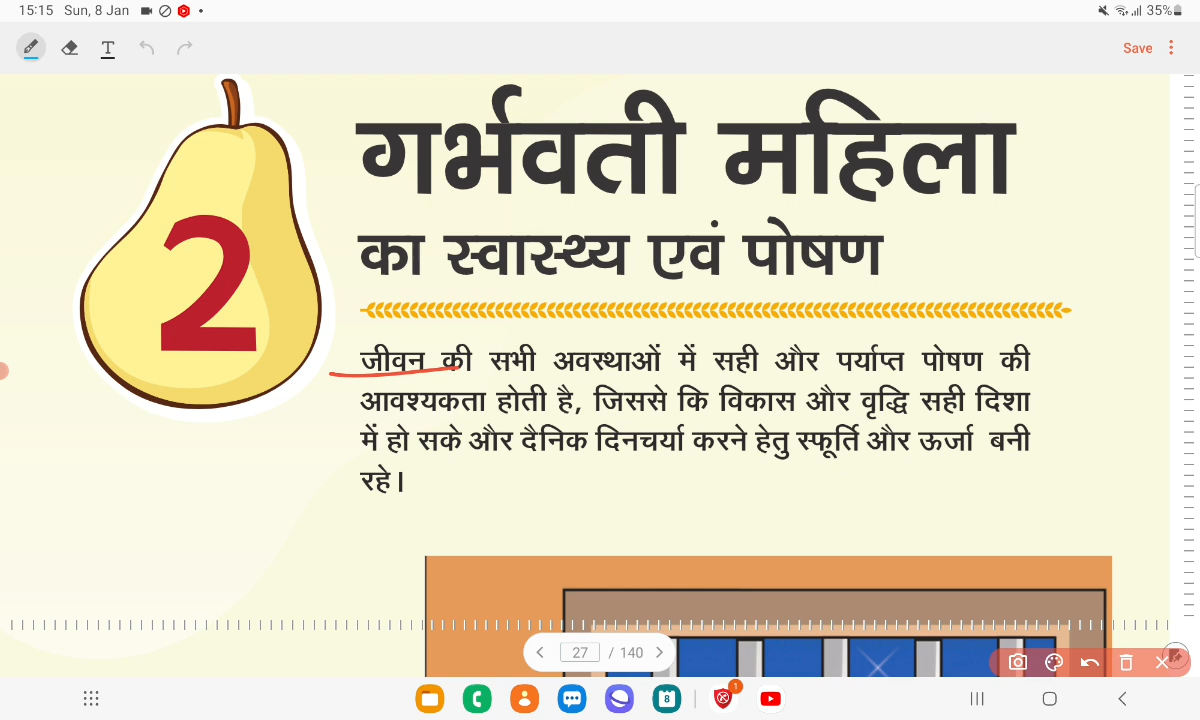 15:15 Sun, 8 Jan 35%
T Save
2
गर्भवती महिला
का स्वास्थ्य एवं पोषण
जीवन की सभी अवस्थाओं में सही और पर्याप्त पोषण की
आवश्यकता होती है, जिससे कि विकास और वृद्धि सही दिशा
में हो सके और दैनिक दिनचर्या करने हेतु स्फूर्ति और ऊर्जा बनी
रहे।
27 / 140
8 1